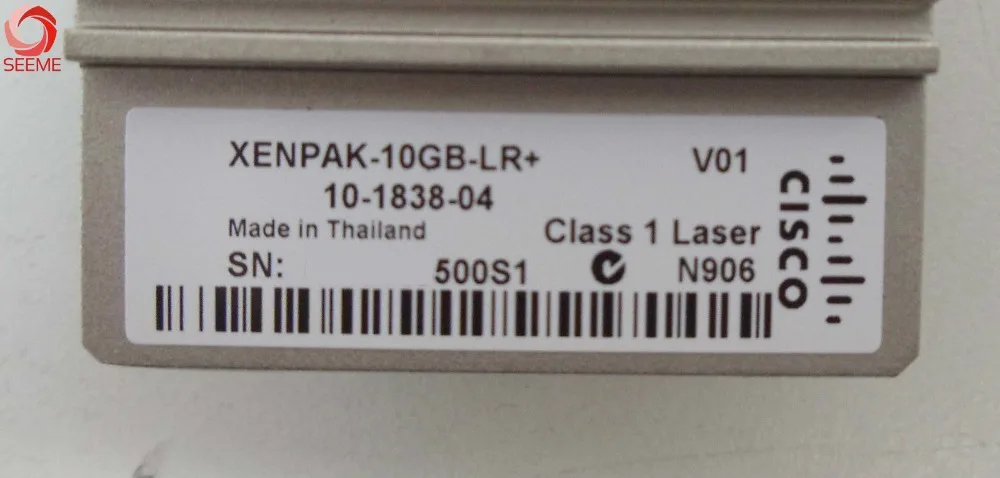 SEEME
XENPAK-10GB-LR+ V01
10-1838-04
Made in Thailand Class 1 Laser
SN: 500S1 N906
CISCO